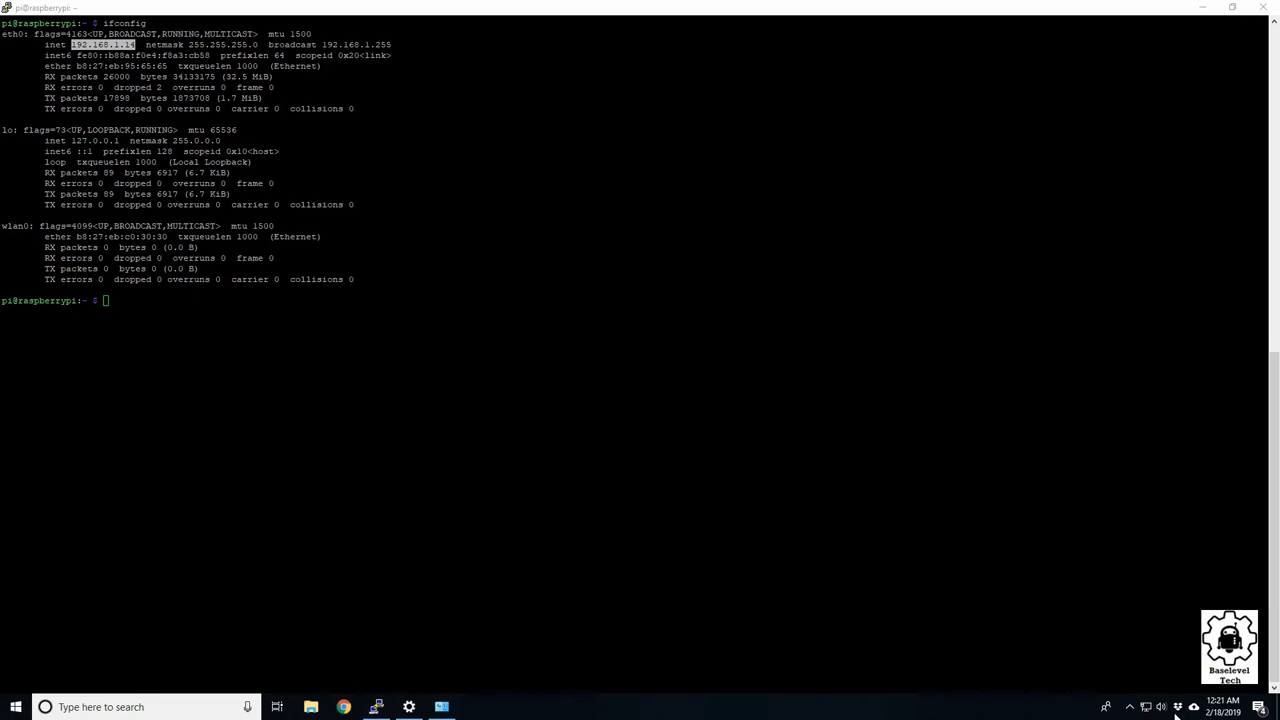 pi@raspberrypi: ~
pi@raspberrypi:~ $ ifconfig
eth0: flags=4163<UP,BROADCAST,RUNNING,MULTICAST>  mtu 1500
inet 192.168.1.14  netmask 255.255.255.0  broadcast 192.168.1.255
inet6 fe80::b88a:f0e4:f8a3:cb58  prefixlen 64  scopeid 0x20<link>
ether b8:27:eb:95:65:65  txqueuelen 1000  (Ethernet)
RX packets 26000  bytes 34133175 (32.5 MiB)
RX errors 0  dropped 2  overruns 0  frame 0
TX packets 17898  bytes 1873708 (1.7 MiB)
TX errors 0  dropped 0 overruns 0  carrier 0  collisions 0
lo: flags=73<UP,LOOPBACK,RUNNING>  mtu 65536
inet 127.0.0.1  netmask 255.0.0.0
inet6 ::1  prefixlen 128  scopeid 0x10<host>
loop  txqueuelen 1000  (Local Loopback)
RX packets 89  bytes 6917 (6.7 KiB)
RX errors 0  dropped 0  overruns 0  frame 0
TX packets 89  bytes 6917 (6.7 KiB)
TX errors 0  dropped 0 overruns 0  carrier 0  collisions 0
wlan0: flags=4099<UP,BROADCAST,MULTICAST>  mtu 1500
ether b8:27:eb:c0:30:30  txqueuelen 1000  (Ethernet)
RX packets 0  bytes 0 (0.0 B)
RX errors 0  dropped 0  overruns 0  frame 0
TX packets 0  bytes 0 (0.0 B)
TX errors 0  dropped 0 overruns 0  carrier 0  collisions 0
pi@raspberrypi:~ $
Baselevel
Tech
Type here to search
12:21 AM
2/18/2019
4